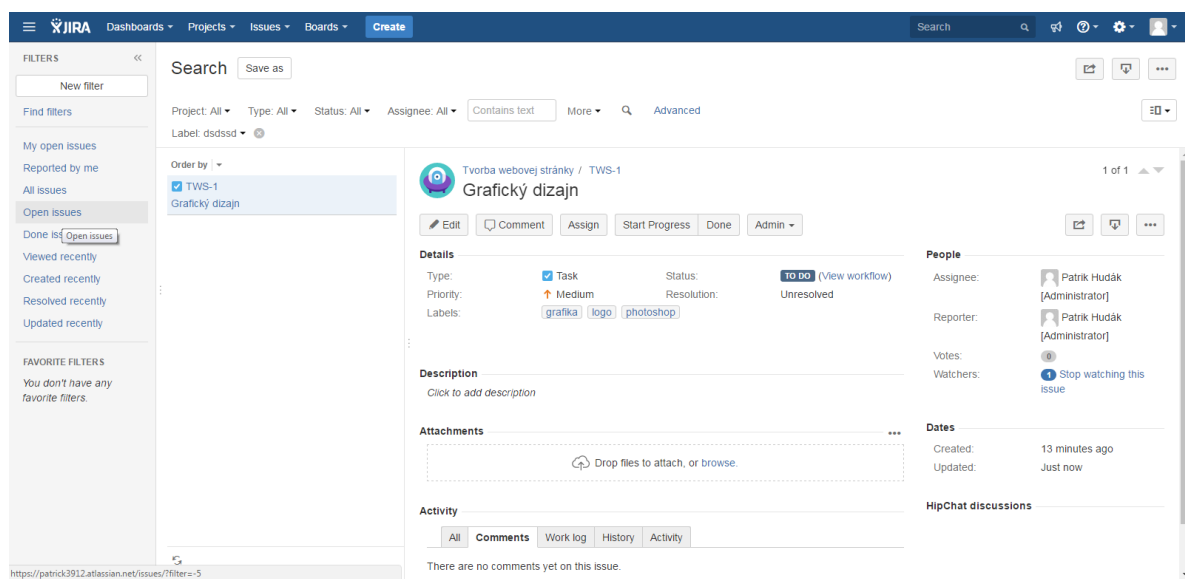 JIRA Dashboards Projects Issues Boards Create Search
FILTERS
New filter
Find filters
My open issues
Reported by me
All issues
Open issues
Done iss Open issues
Viewed recently
Created recently
Resolved recently
Updated recently
FAVORITE FILTERS
You don't have any
favorite filters.
Search Save as
Project: All Type: All Status: All Assignee: All Contains text More Advanced
Label: dsdssd
Order by
TWS-1
Grafický dizajn
Tvorba webovej stránky / TWS-1
Grafický dizajn
1 of 1
Edit Comment Assign Start Progress Done Admin
Details
Type: Task Status: TO DO (View workflow)
Priority: Medium Resolution: Unresolved
Labels: grafika logo photoshop
Description
Click to add description
Attachments
Drop files to attach, or browse.
Activity
All Comments Work log History Activity
There are no comments yet on this issue.
People
Assignee: Patrik Hudák
[Administrator]
Reporter: Patrik Hudák
[Administrator]
Votes: 0
Watchers: 1 Stop watching this
issue
Dates
Created: 13 minutes ago
Updated: Just now
HipChat discussions
https://patrick3912.atlassian.net/issues/?filter=-5